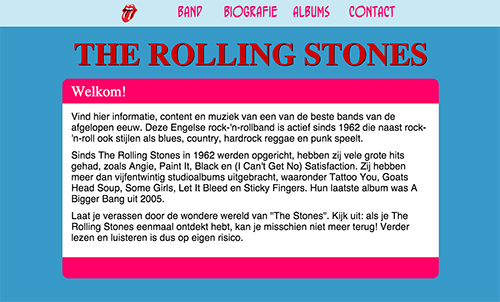 BAND BIOGRAFIE ALBUMS CONTACT
THE ROLLING STONES
Welkom!
Vind hier informatie, content en muziek van een van de beste bands van de
afgelopen eeuw. Deze Engelse rock-'n-rollband is actief sinds 1962 die naast rock-
'n-roll ook stijlen als blues, country, hardrock reggae en punk speelt.
Sinds The Rolling Stones in 1962 werden opgericht, hebben zij vele grote hits
gehad, zoals Angie, Paint It, Black en (I Can't Get No) Satisfaction. Zij hebben
meer dan vijfentwintig studioalbums uitgebracht, waaronder Tattoo You, Goats
Head Soup, Some Girls, Let It Bleed en Sticky Fingers. Hun laatste album was A
Bigger Bang uit 2005.
Laat je verassen door de wondere wereld van "The Stones". Kijk uit: als je The
Rolling Stones eenmaal ontdekt hebt, kan je misschien niet meer terug! Verder
lezen en luisteren is dus op eigen risico.